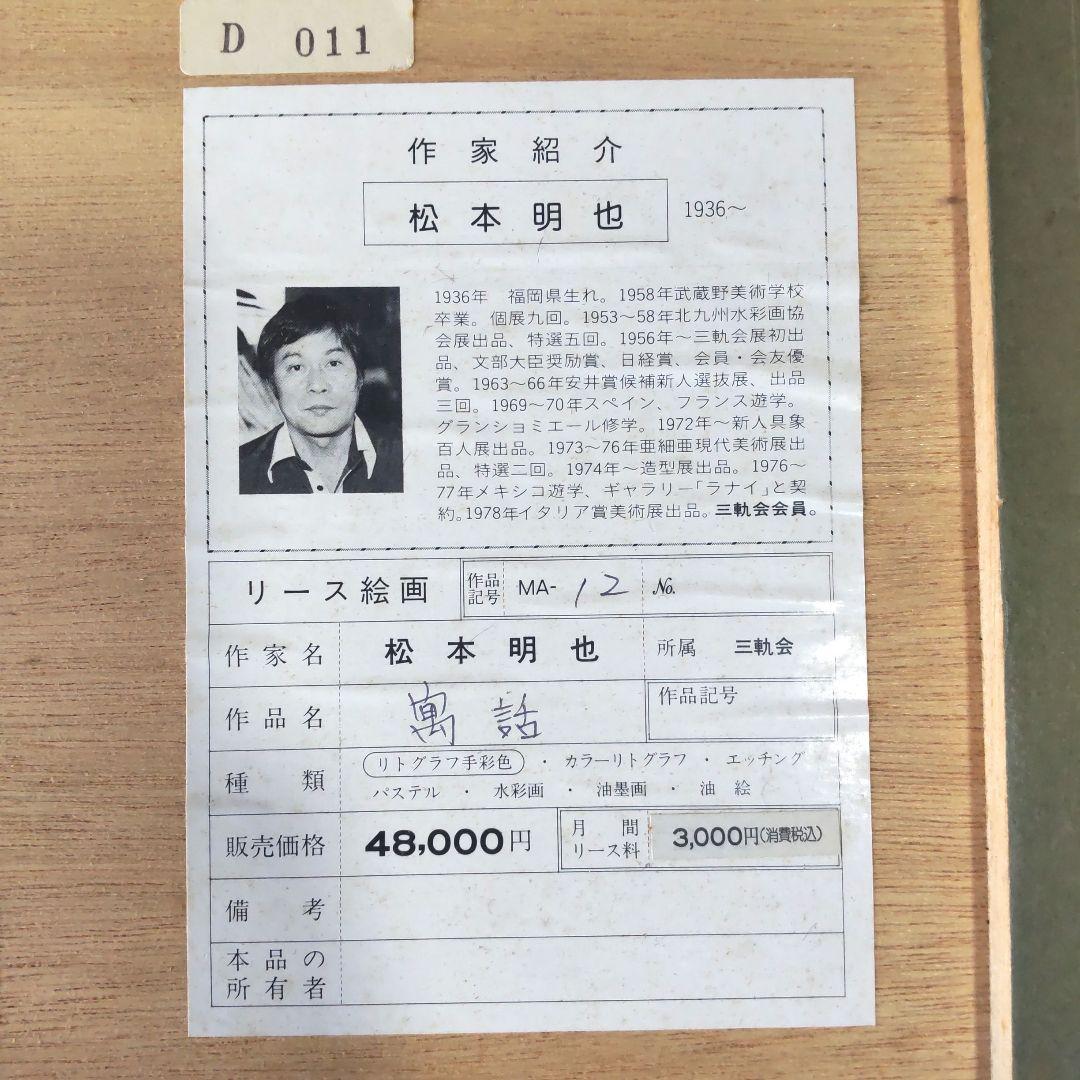 D 011
作家紹介
松本明也 1936～
1936年 福岡県生れ。1958年武蔵野美術学校
卒業。個展九回。1953～58年北九州水彩画協
会展出品、特選五回。1956年～三軌会展初出
品、文部大臣奨励賞、日経賞、会員・会友優
賞。1963～66年安井賞候補新人選抜展、出品
三回。1969～70年スペイン、フランス遊学。
グランショミエール修学。1972年～新人具象
百人展出品。1973～76年亜細亜現代美術展出
品、特選二回。1974年～造型展出品。1976～
77年メキシコ遊学、ギャラリー「ラナイ」と契
約。1978年イタリア賞美術展出品。三軌会会員。
リース絵画 作品記号 MA-12 No.
作家名 松本明也 所属 三軌会
作品名 寓話 作品記号
種類 リトグラフ手彩色・カラーリトグラフ・エッチング
パステル・水彩画・油墨画・油絵
販売価格 48,000円 月間リース料 3,000円(消費税込)
備考
本品の
所有者